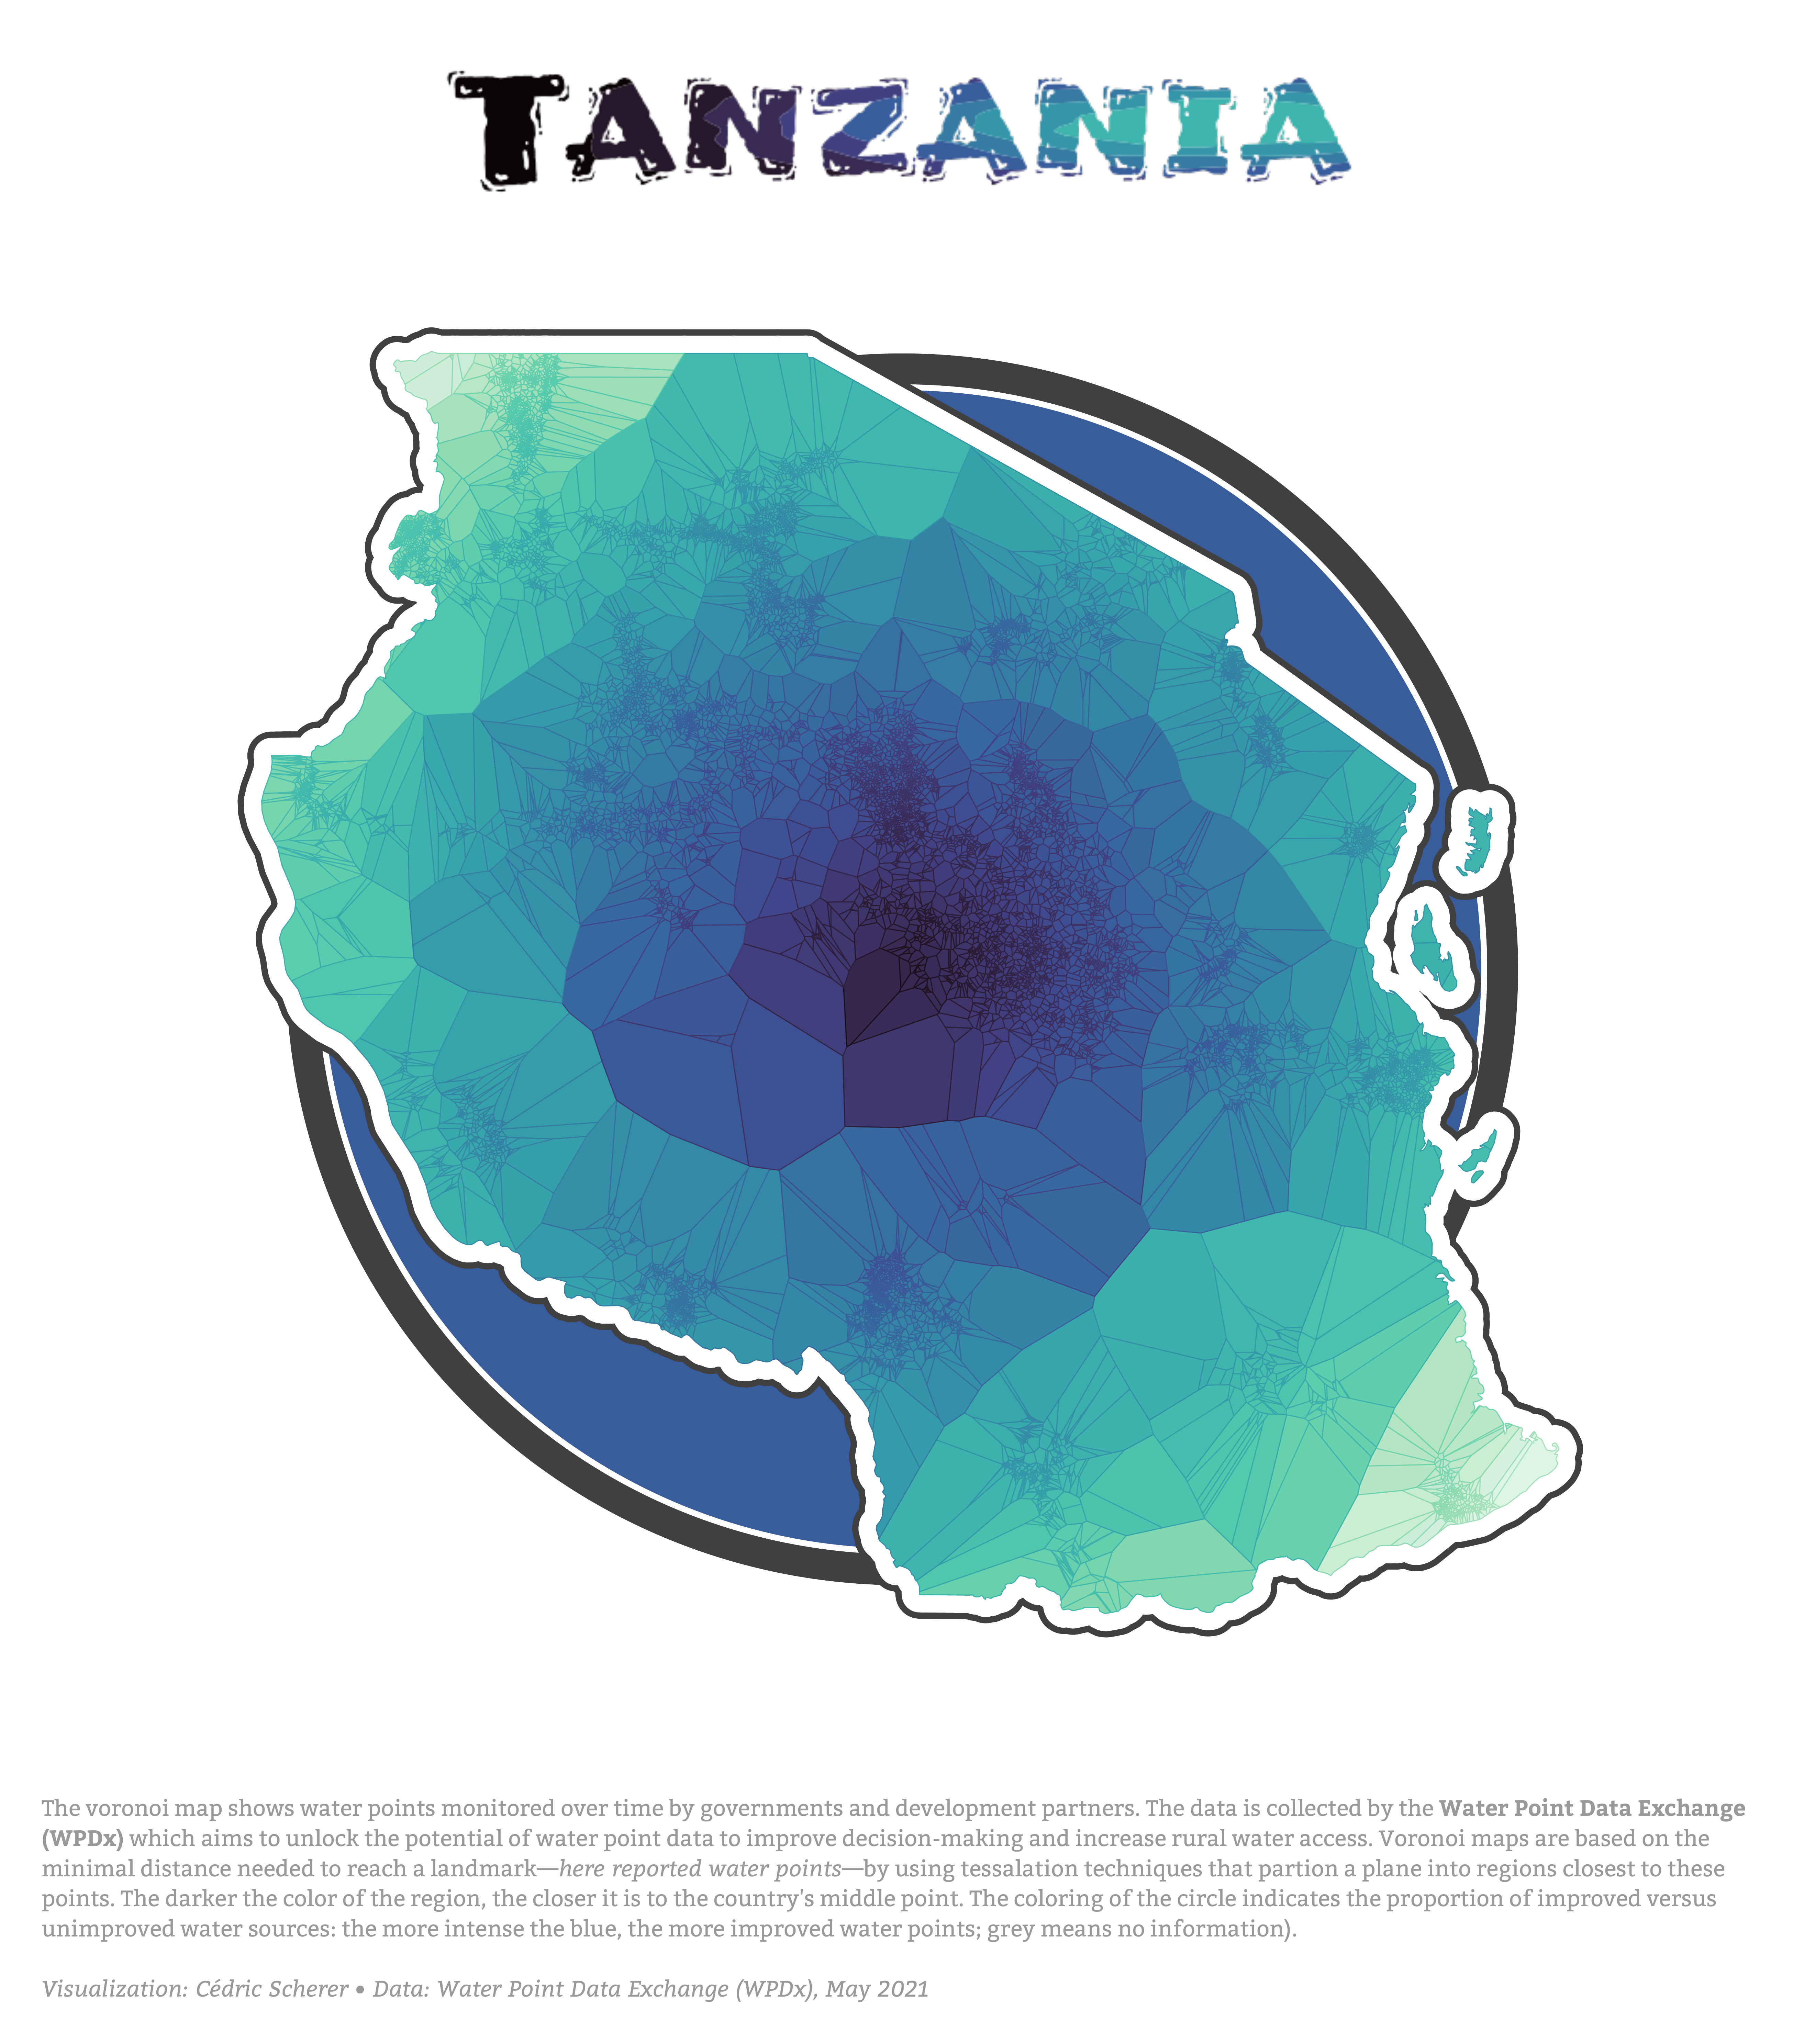 TANZANIA
The voronoi map shows water points monitored over time by governments and development partners. The data is collected by the Water Point Data Exchange
(WPDx) which aims to unlock the potential of water point data to improve decision-making and increase rural water access. Voronoi maps are based on the
minimal distance needed to reach a landmark—here reported water points—by using tessalation techniques that partion a plane into regions closest to these
points. The darker the color of the region, the closer it is to the country's middle point. The coloring of the circle indicates the proportion of improved versus
unimproved water sources: the more intense the blue, the more improved water points; grey means no information).
Visualization: Cédric Scherer • Data: Water Point Data Exchange (WPDx), May 2021